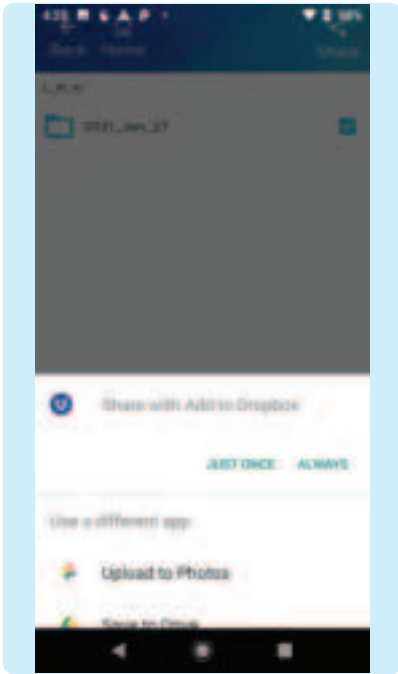 Back Home Share
2021_Jan_27
Share with Add to Dropbox
JUST ONCE ALWAYS
Use a different app
Upload to Photos
Save to Drive